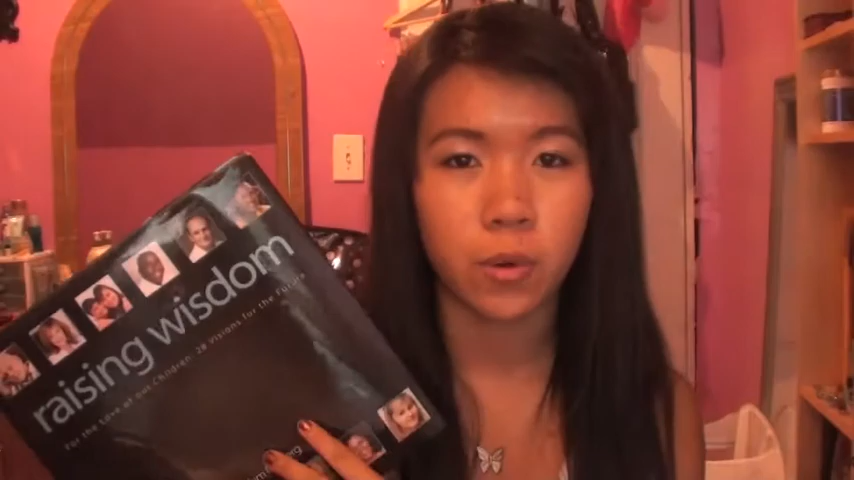 raising wisdom
For the Love of our Children: 28 Visions for the Future